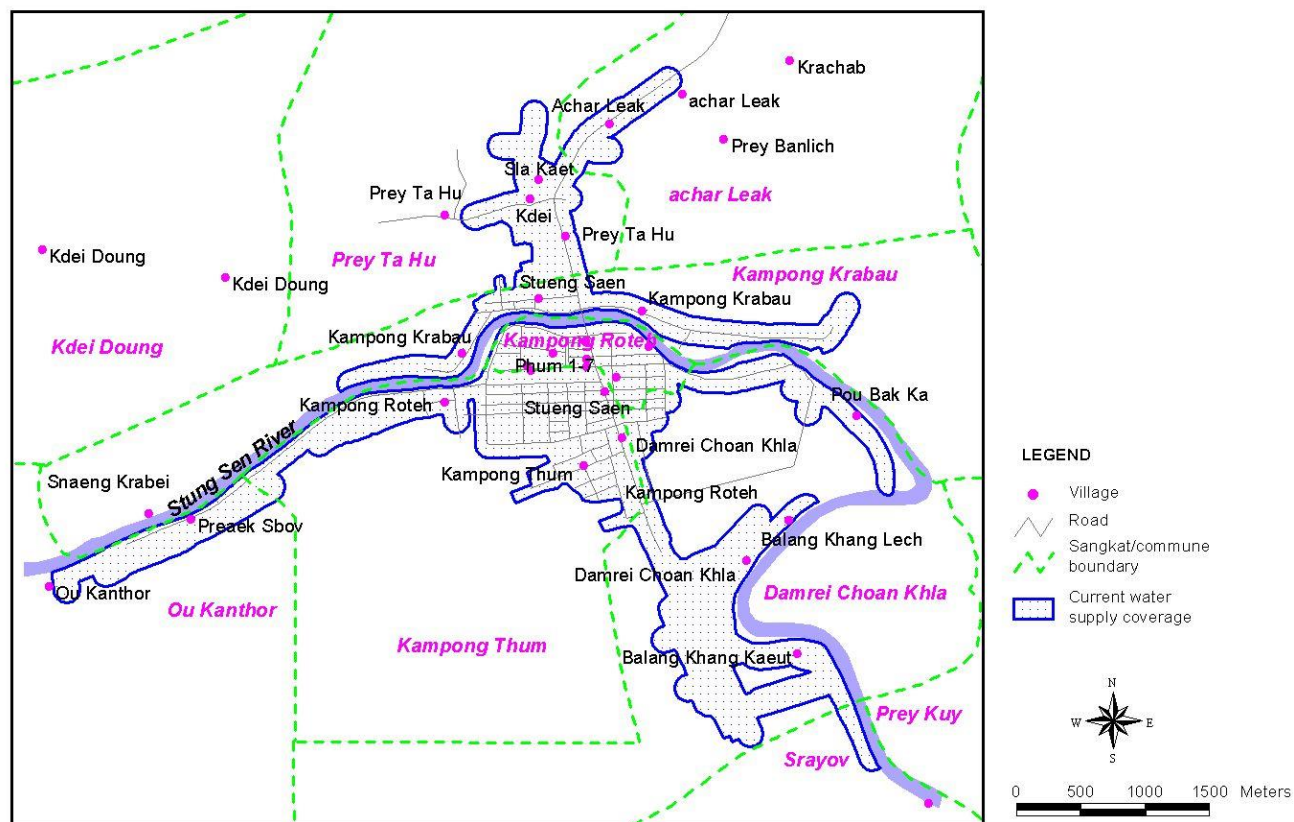 Krachab
Achar Leak
achar Leak
Prey Banlich
Sla Kaet
Prey Ta Hu
achar Leak
Kdei
Prey Ta Hu
Kdei Doung
Prey Ta Hu
Kampong Krabau
Kdei Doung
Stueng Saen
Kampong Krabau
Kampong Krabau
Kampong Roteh
Kdei Doung
Phum 1-7
Pou Bak Ka
Kampong Roteh
Stueng Saen
Stung Sen River
Damrei Choan Khla
Kampong Thum
Snaeng Krabei
Kampong Roteh
Preaek Sbov
Balang Khang Lech
Damrei Choan Khla
Ou Kanthor
Ou Kanthor
Damrei Choan Khla
Kampong Thum
Balang Khang Kaeut
Prey Kuy
Srayov
LEGEND
Village
Road
Sangkat/commune
boundary
Current water
supply coverage
N
W E
S
0 500 1000 1500 Meters